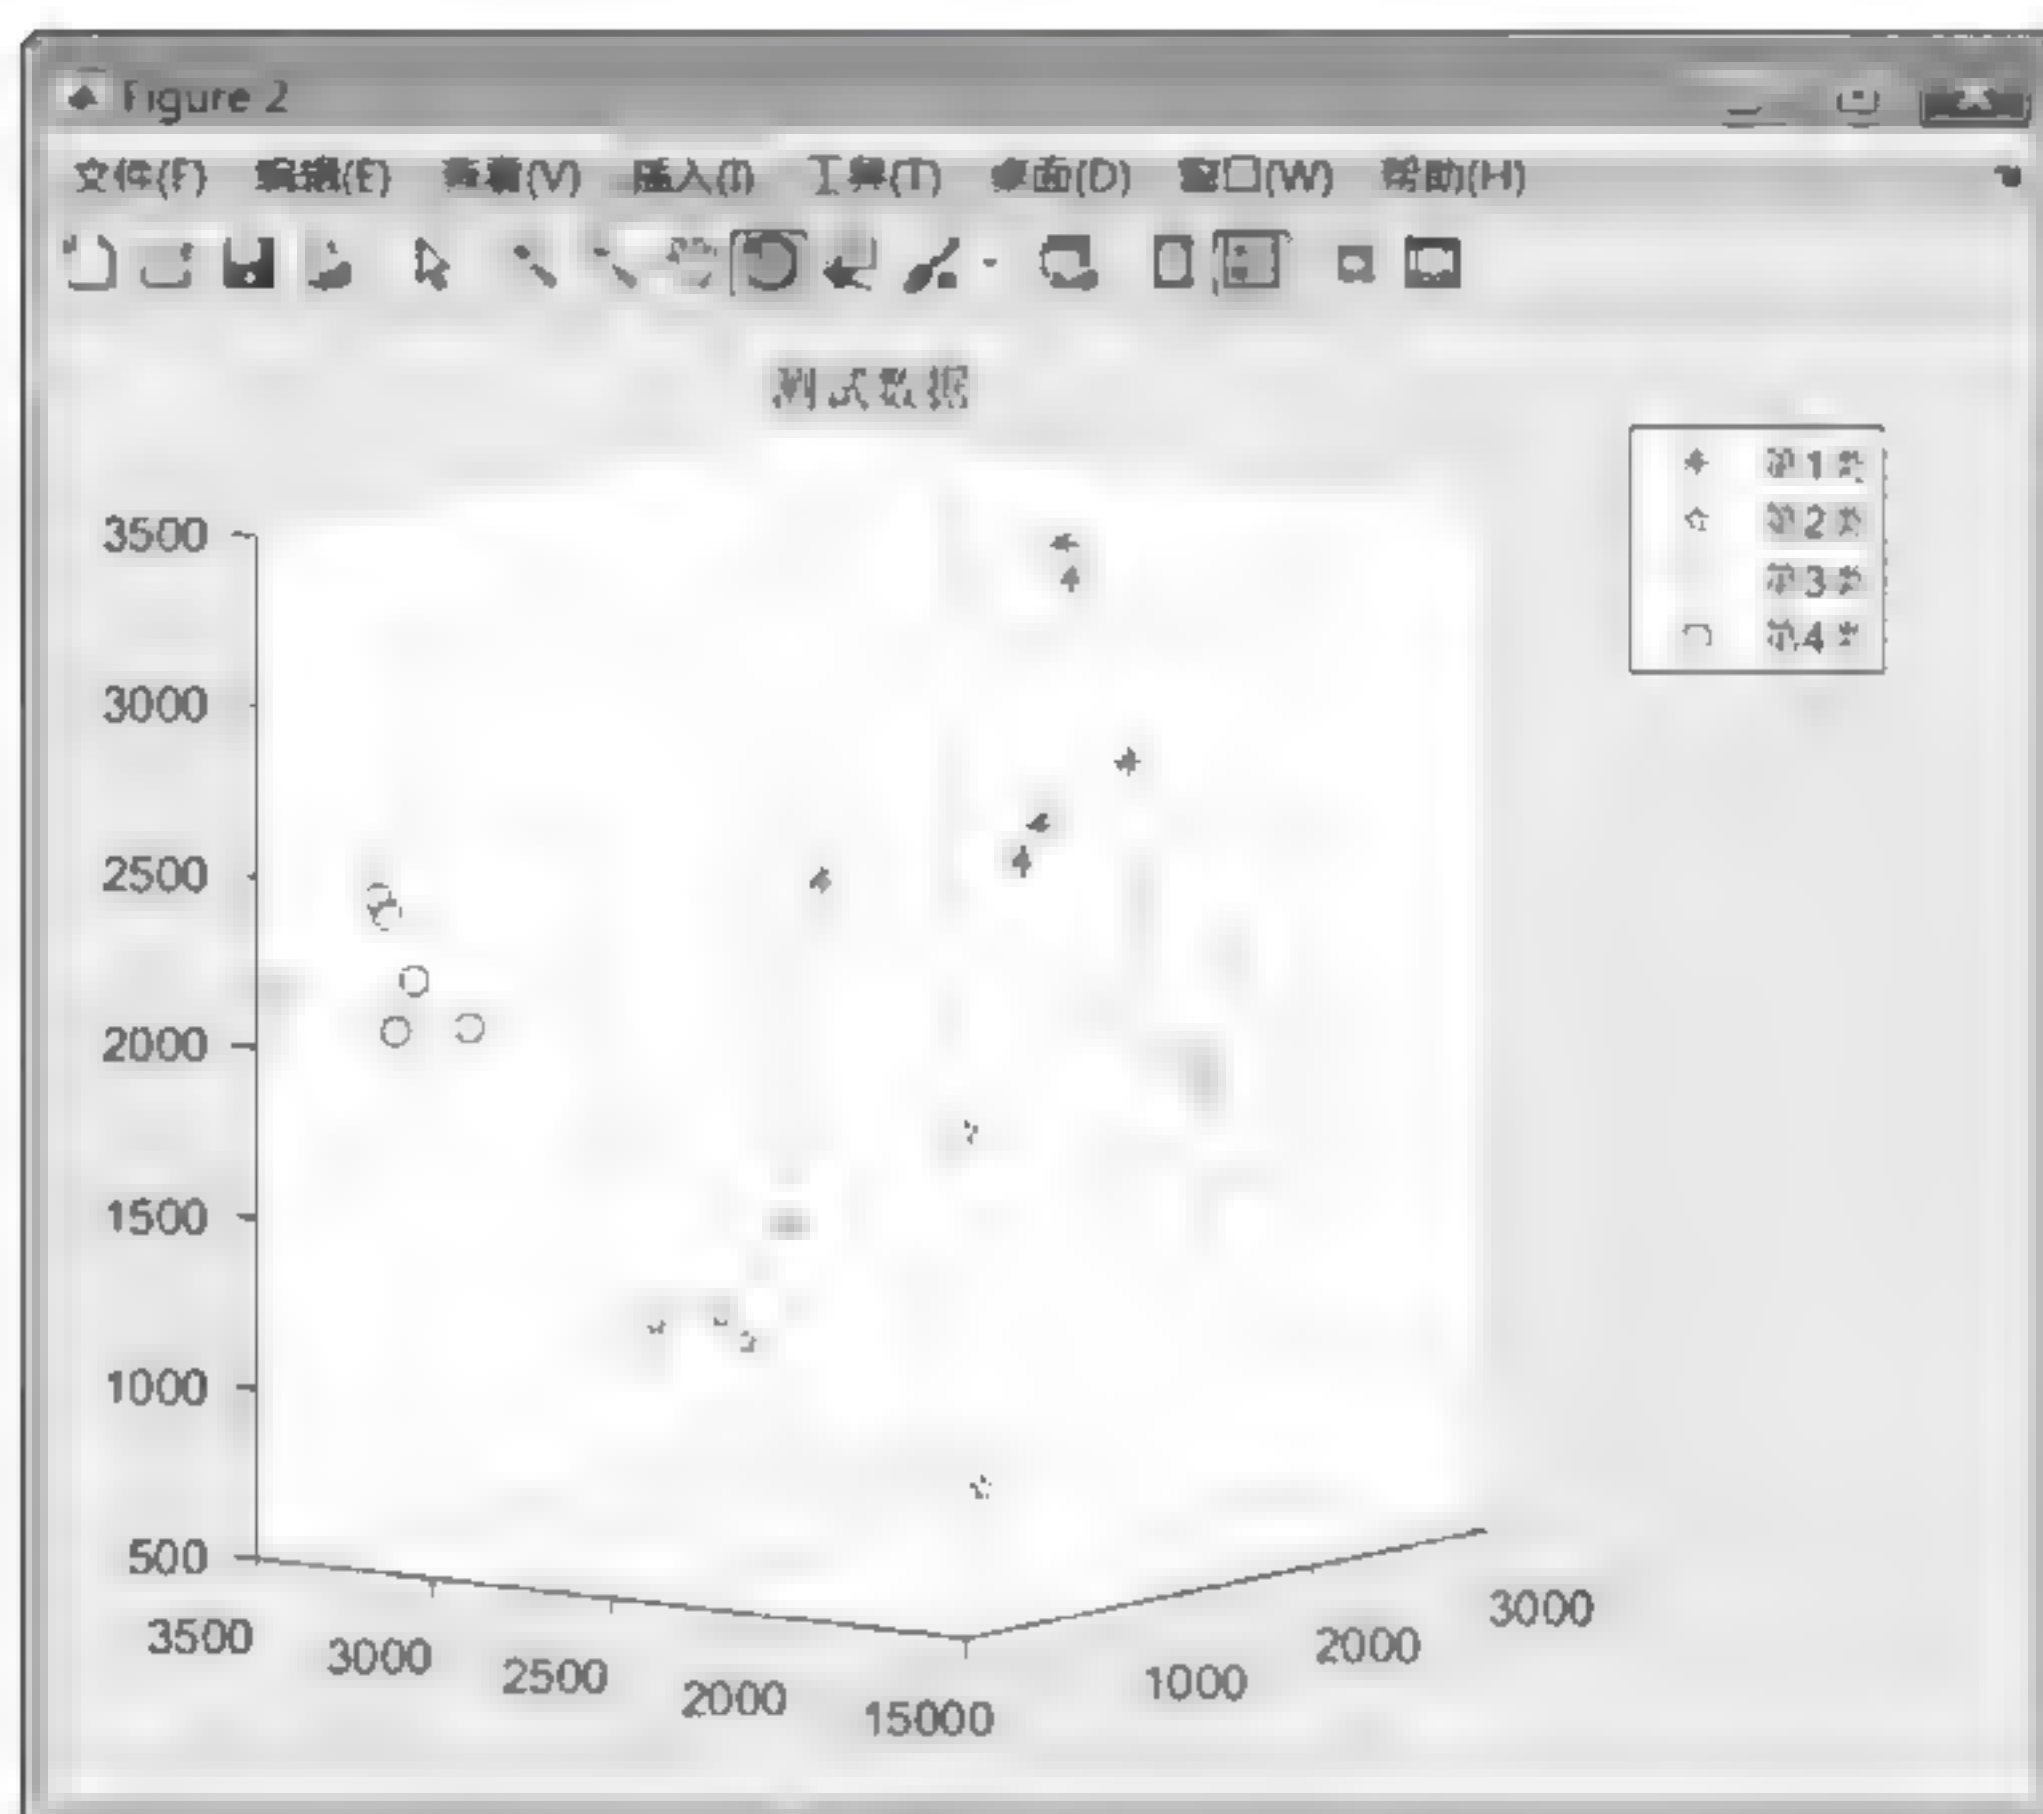 Figure 2
文件(F) 编辑(E) 查看(V) 插入(I) 工具(T) 桌面(D) 窗口(W) 帮助(H)
测试数据
第1类
第2类
第3类
第4类
3500
3000
2500
2000
1500
1000
500
3500 3000 2500 2000 15000 1000 2000 3000